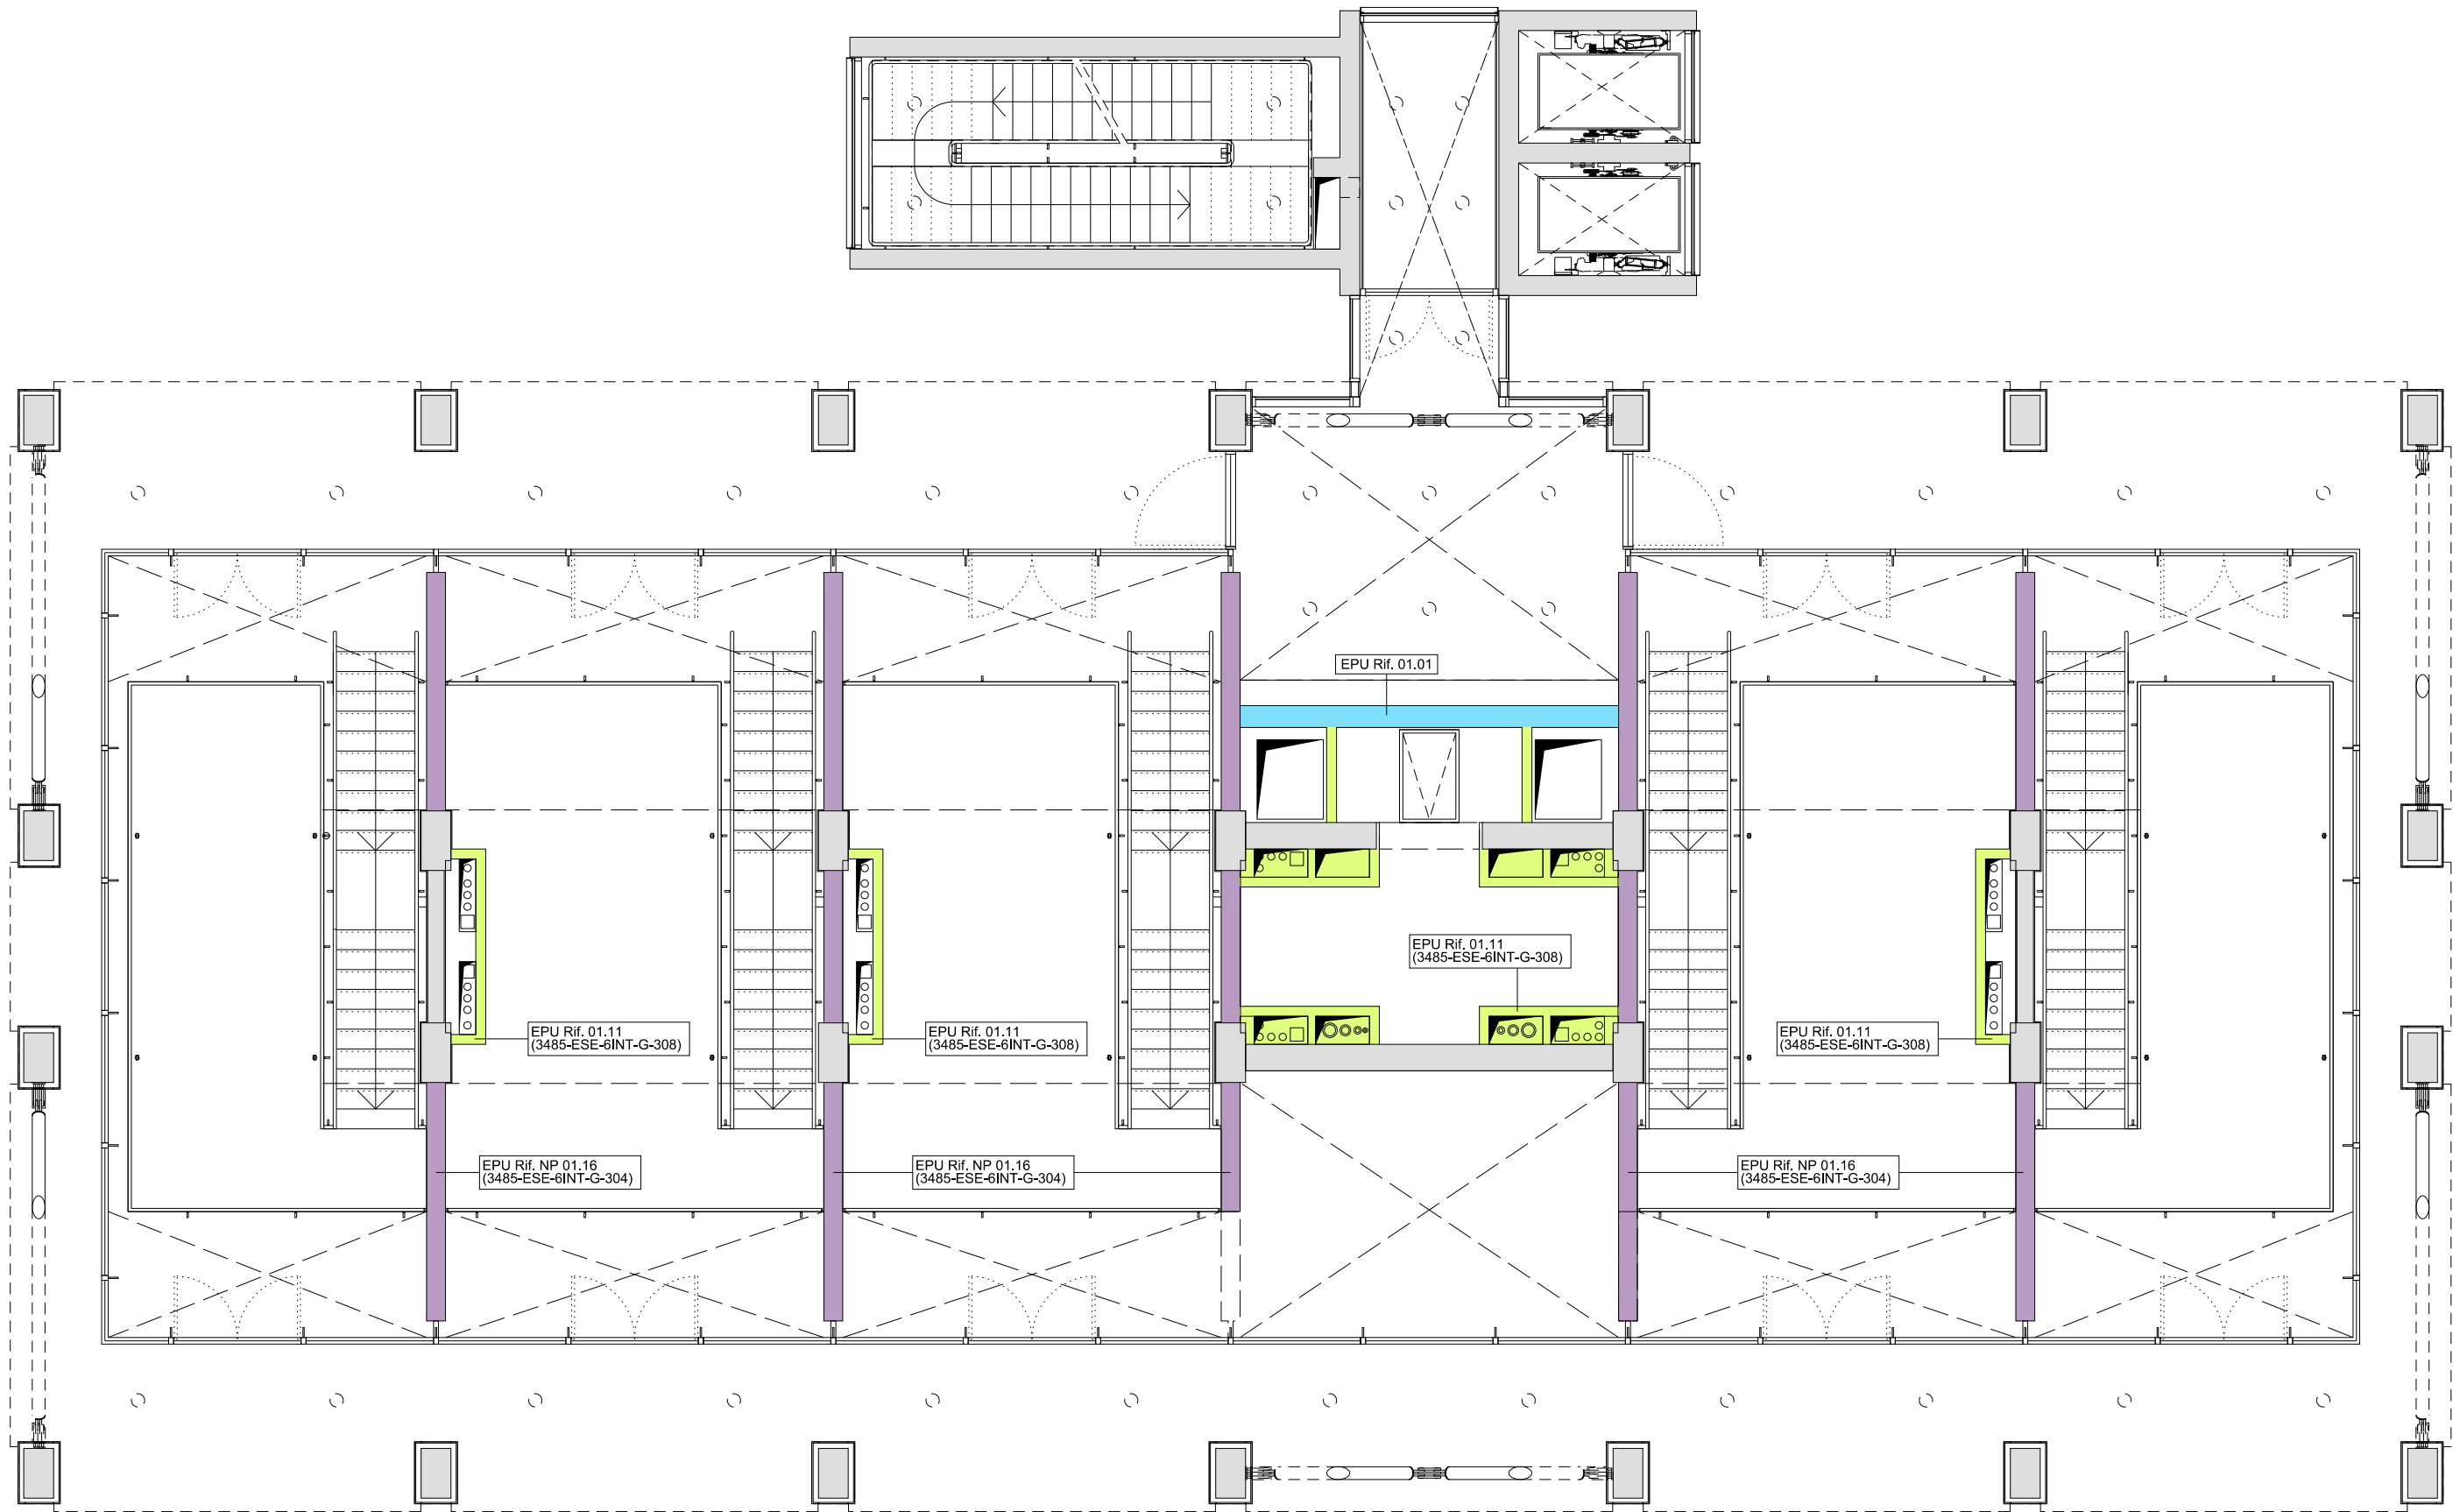 EPU Rif. 01.01
EPU Rif. 01.11
(3485-ESE-6INT-G-308)
EPU Rif. 01.11
(3485-ESE-6INT-G-308)
EPU Rif. 01.11
(3485-ESE-6INT-G-308)
EPU Rif. 01.11
(3485-ESE-6INT-G-308)
EPU Rif. NP 01.16
(3485-ESE-6INT-G-304)
EPU Rif. NP 01.16
(3485-ESE-6INT-G-304)
EPU Rif. NP 01.16
(3485-ESE-6INT-G-304)